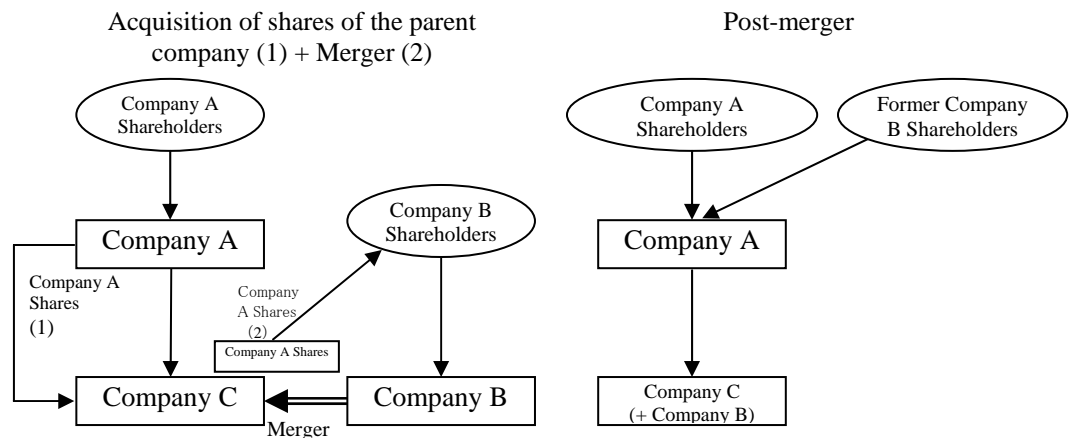 Acquisition of shares of the parent
company (1) + Merger (2)
Company A
Shareholders
Company A
Company A
Shares
(1)
Company B
Shareholders
Company
A Shares
(2)
Company A Shares
Company C
Company B
Merger
Post-merger
Company A
Shareholders
Former Company
B Shareholders
Company A
Company C
(+ Company B)